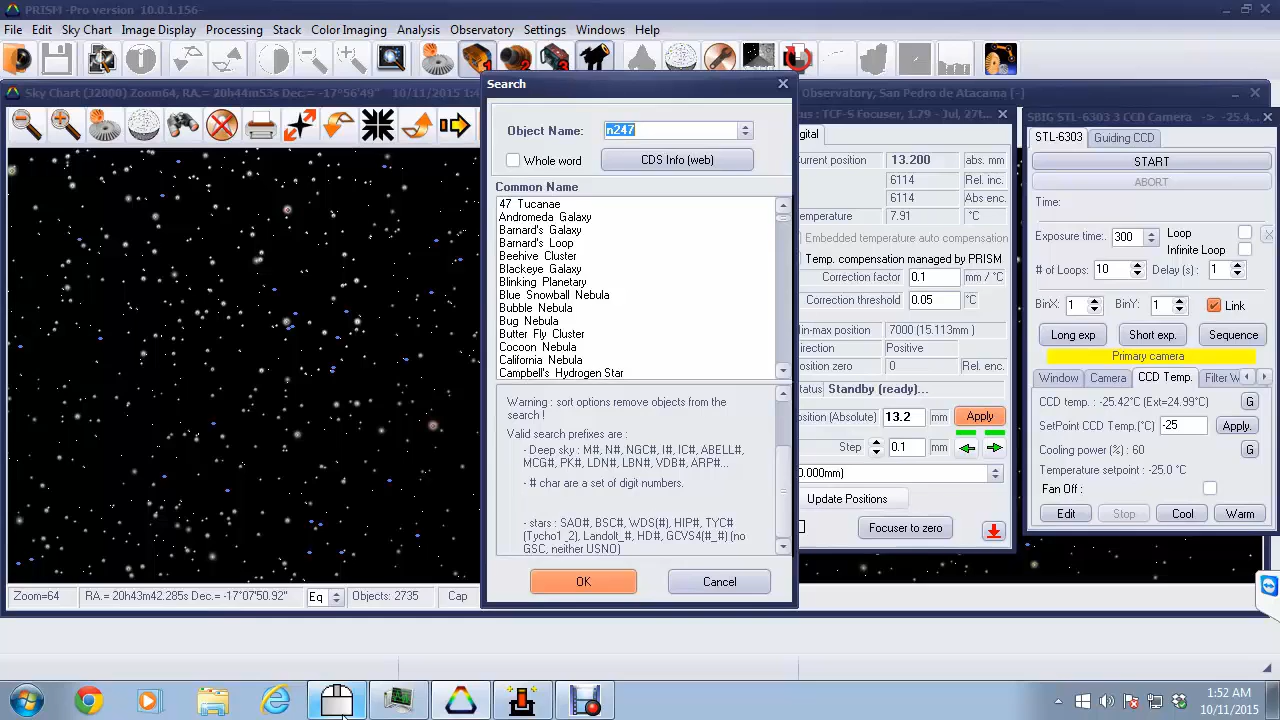 PRISM -Pro version 10.0.1.156-
File Edit Sky Chart Image Display Processing Stack Color Imaging Analysis Observatory Settings Windows Help
Sky Chart (J2000) Zoom64, RA.= 20h44m53s Dec.= -17°56'49" 10/11/2015
Zoom=64 RA.= 20h43m42.285s Dec.= -17°07'50.92" Eq Objects: 2735 Cap
Search
Object Name: n247
Whole word CDS Info (web)
Common Name
47 Tucanae
Andromeda Galaxy
Barnard's Galaxy
Barnard's Loop
Beehive Cluster
Blackeye Galaxy
Blinking Planetary
Blue Snowball Nebula
Bubble Nebula
Bug Nebula
Butter Fly Cluster
Cocoon Nebula
California Nebula
Campbell's Hydrogen Star
Warning : sort options remove objects from the
search !
Valid search prefixes are :
- Deep sky : M#, N#, NGC#, I#, IC#, ABELL#,
MCG#, PK#, LDN#, LBN#, VDB#, ARP#...
- # char are a set of digit numbers.
- stars : SAO#, BSC#, WDS(#), HIP#, TYC#
(Tycho1_2), Landolt_#, HD#, GCVS4(#_#) (no
GSC, neither USNO)
OK Cancel
Observatory, San Pedro de Atacama [-]
: TCF-S Focuser, 1.79 - Jul, 27t
gital
urrent position 13.200 abs. mm
6114 Rel. inc.
6114 Abs enc.
emperature 7.91 °C
Embedded temperature auto compensation
Temp. compensation managed by PRISM
Correction factor 0.1 mm / °C
Correction threshold 0.05 °C
in-max position 7000 (15.113mm )
irection Positive
osition zero 0 Rel. enc.
tatus Standby (ready)...
osition (Absolute) 13.2 mm Apply
Step 0.1 mm
0.000mm)
Update Positions
Focuser to zero
SBIG STL-6303 3 CCD Camera -> -25.4
STL-6303 Guiding CCD
START
ABORT
Time:
Exposure time: 300 Loop
Infinite Loop
# of Loops: 10 Delay (s) : 1
BinX: 1 BinY: 1 Link
Long exp Short exp. Sequence
Primary camera
Window Camera CCD Temp. Filter W
CCD temp. : -25.42°C (Ext=24.99°C) G
SetPoint CCD Temp.(°C) -25 Apply
Cooling power (%) : 60 G
Temperature setpoint : -25.0 °C
Fan Off :
Edit Stop Cool Warm
1:52 AM
10/11/2015